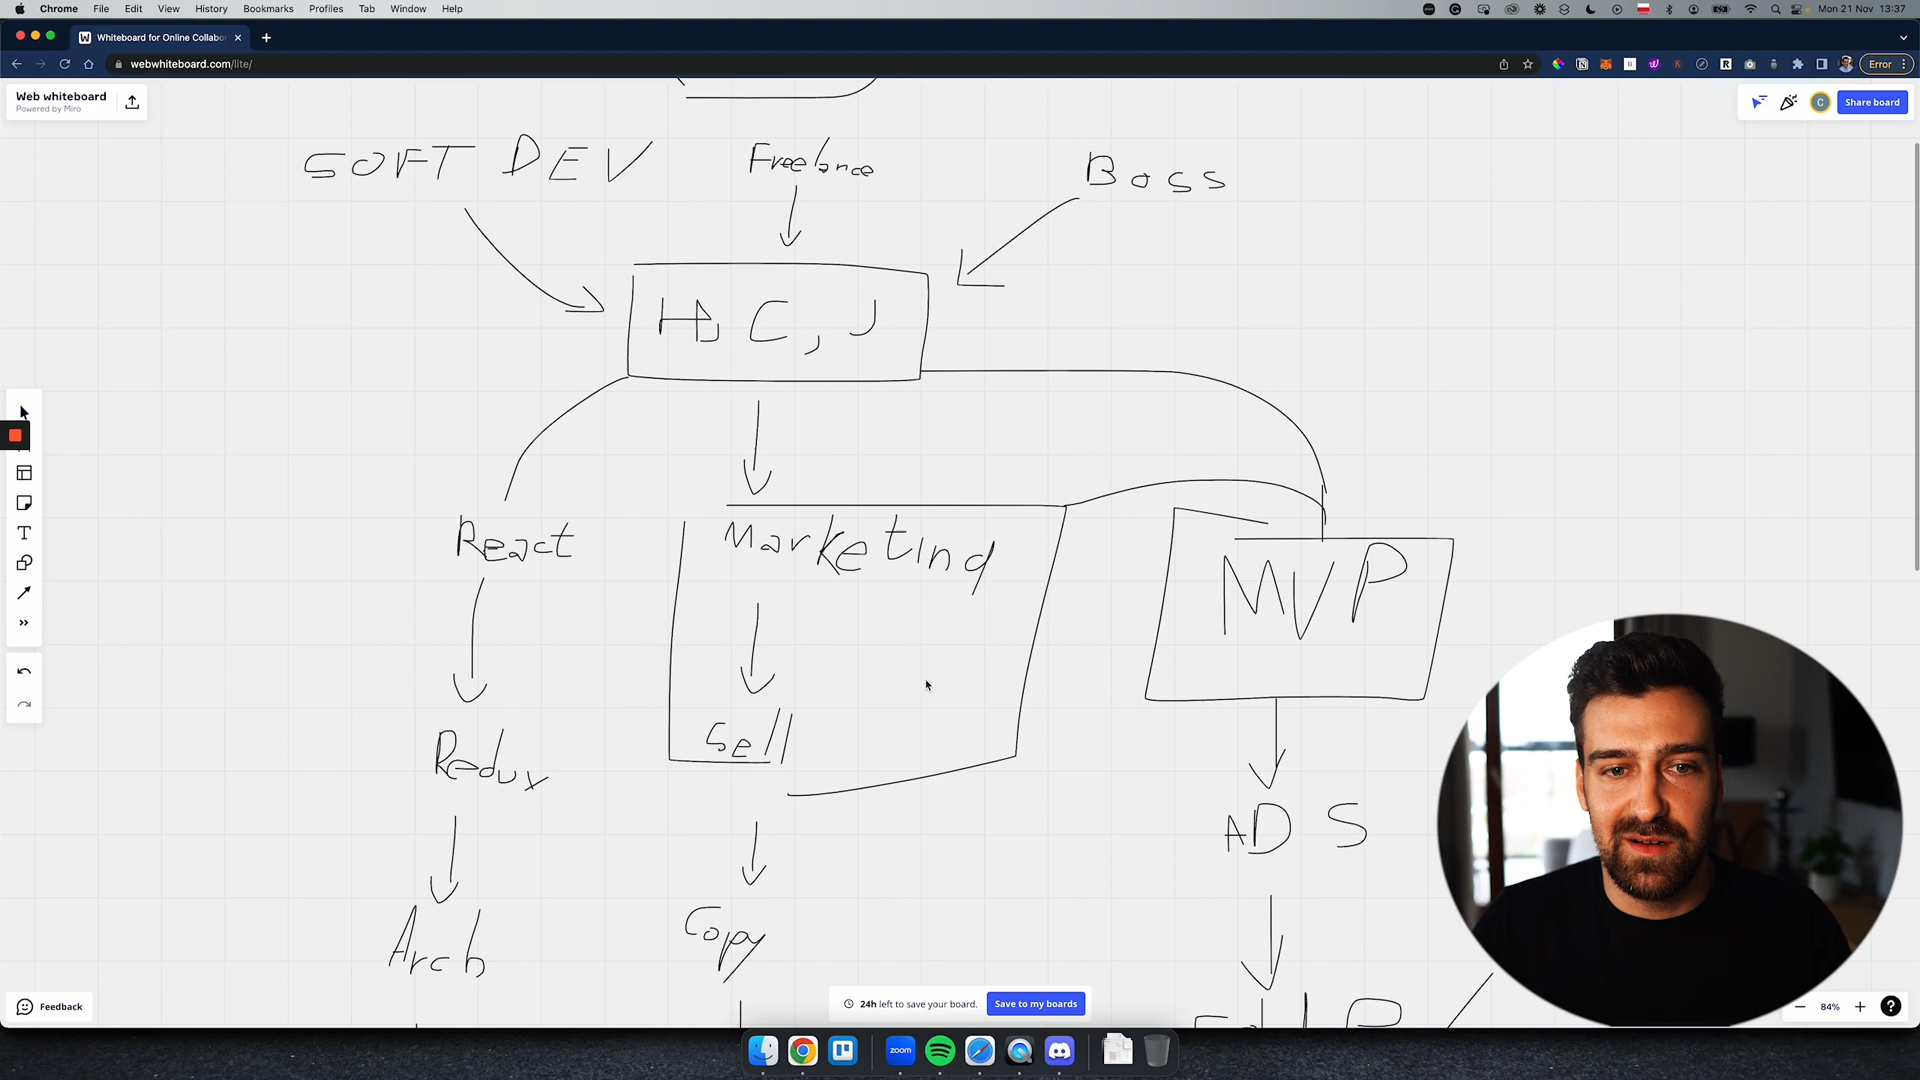 Chrome File Edit View History Bookmarks Profiles Tab Window Help
Mon 21 Nov 13:37
Whiteboard for Online Collabo
webwhiteboard.com/lite/
Error
Web whiteboard
Powered by Miro
C
Share board
SOFT DEV
Freelance
Boss
H, C, J
React
Marketing
MVP
Sell
Redux
ADS
Arch
Copy
Feedback
24h left to save your board.
Save to my boards
84%
zoom